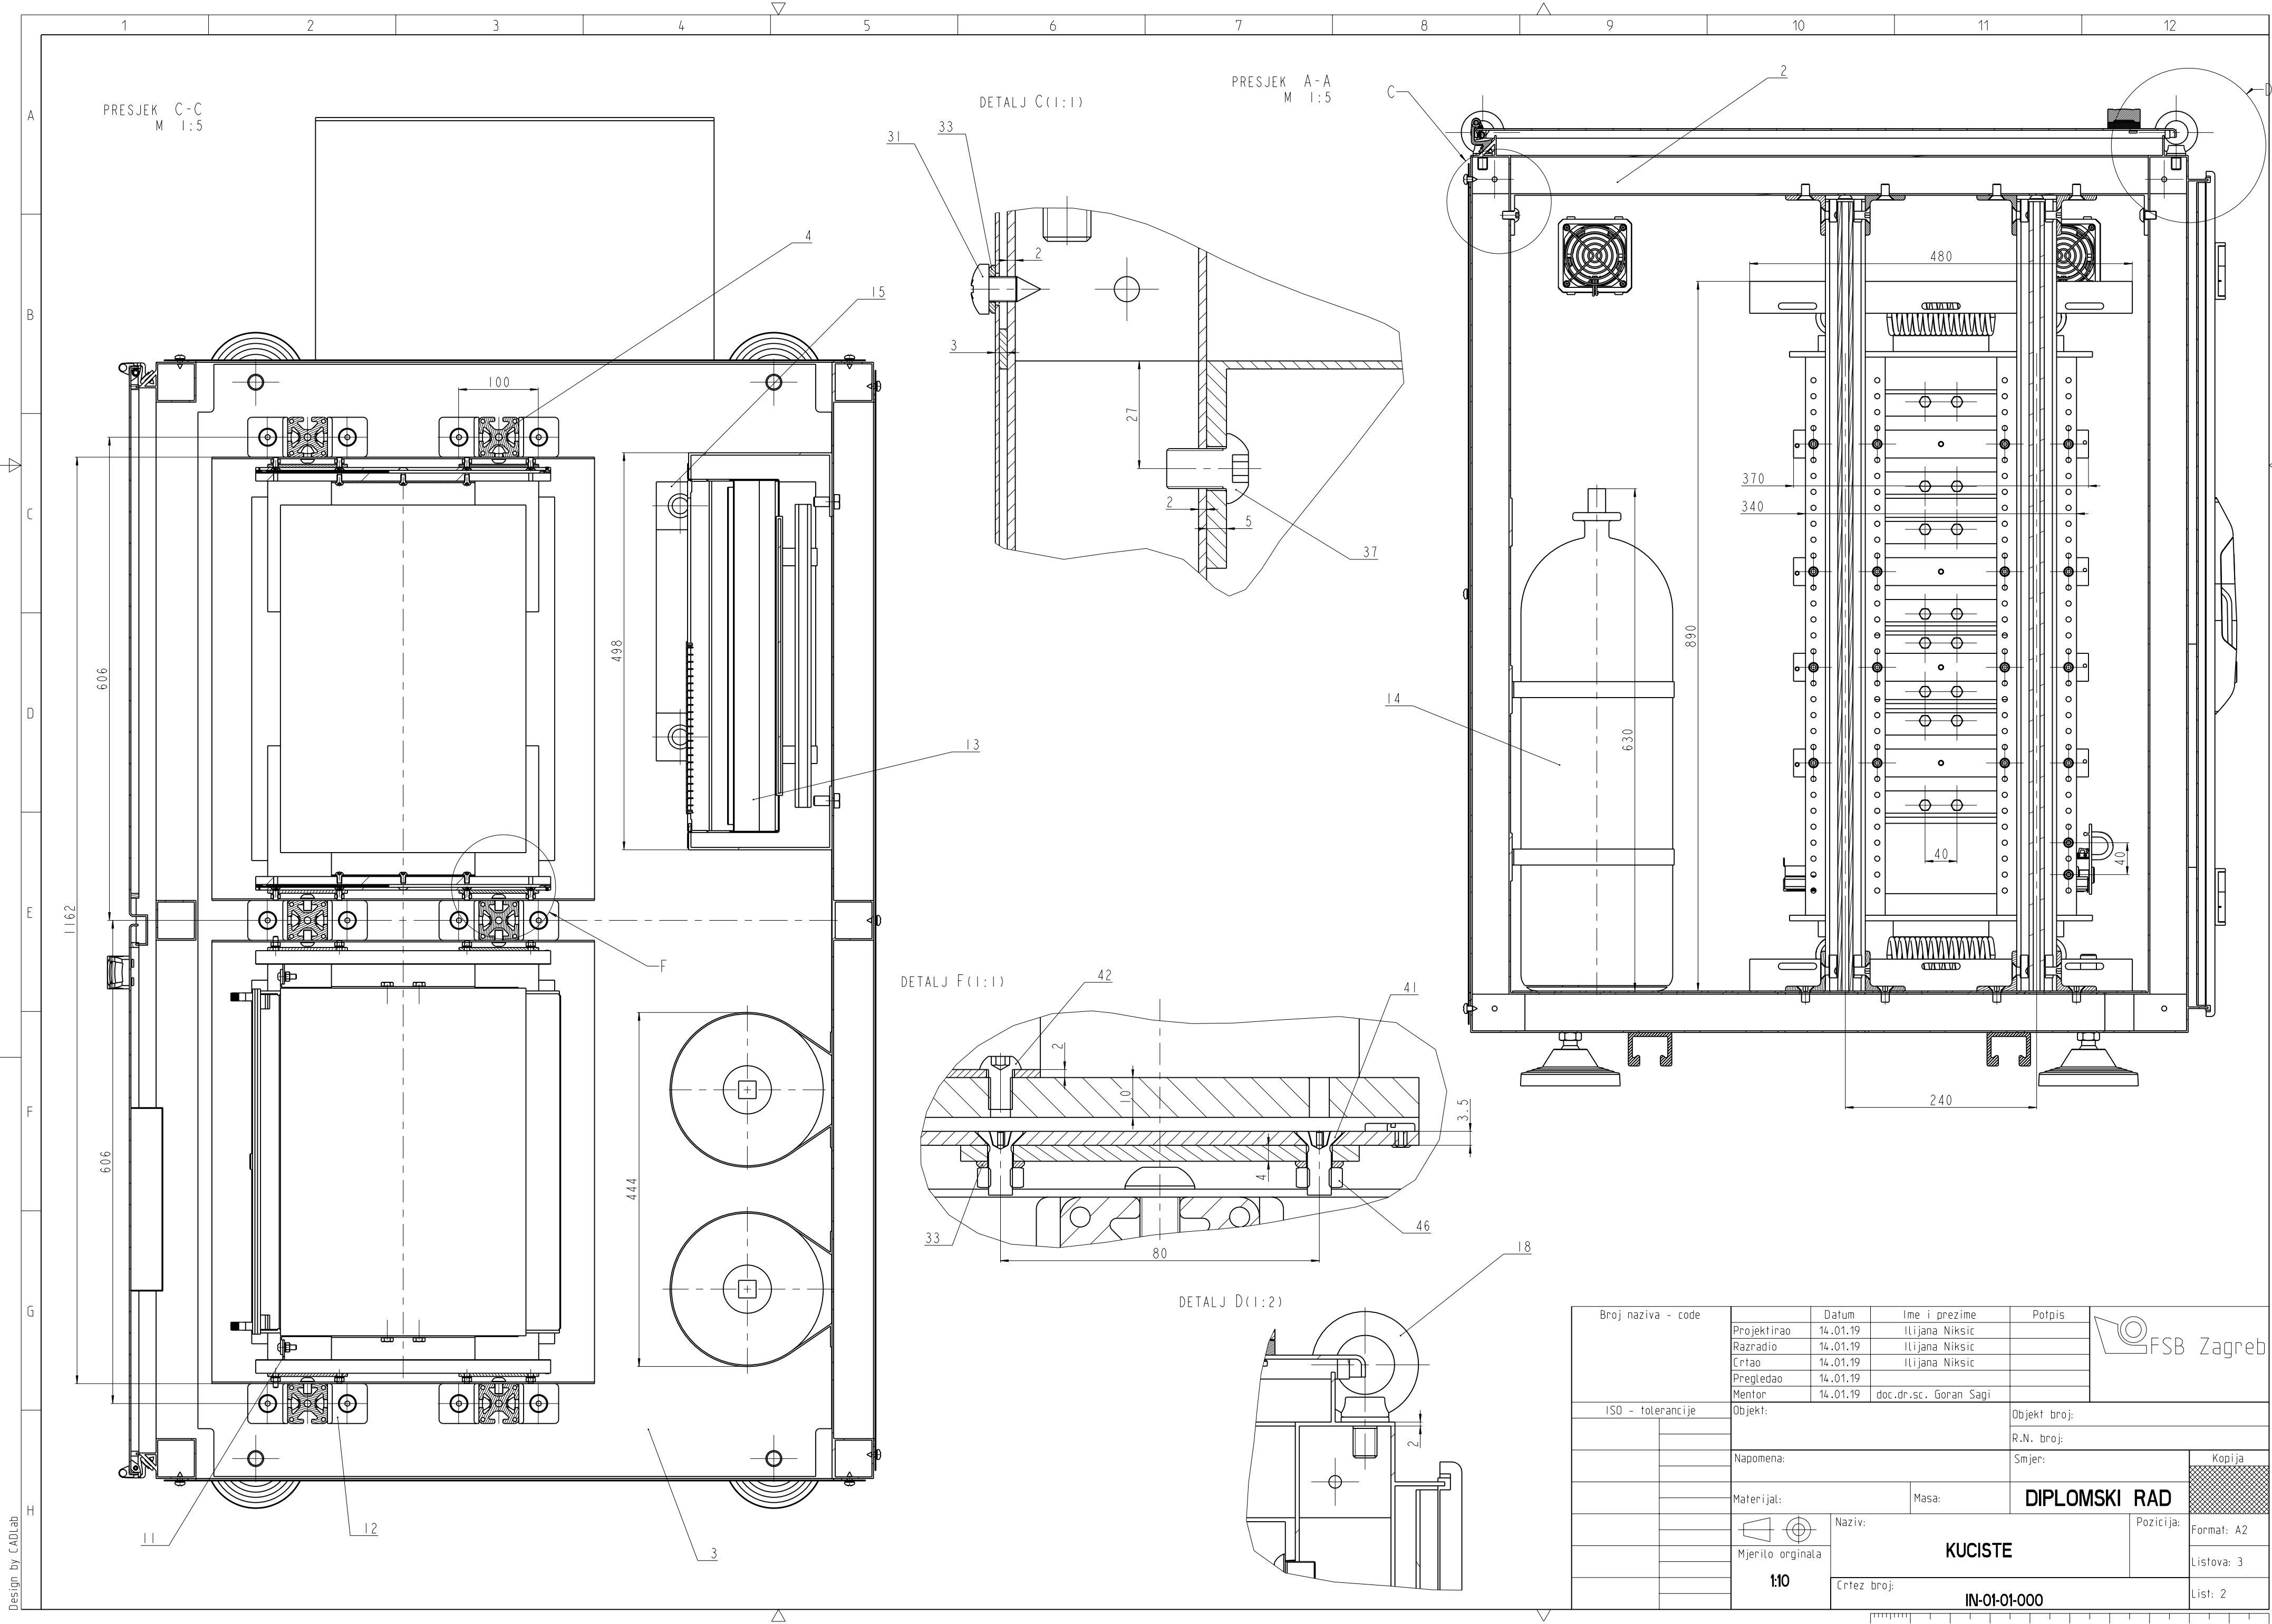 1 2 3 4 5 6 7 8 9 10 11 12
A
B
C
D
E
F
G
H
PRESJEK C-C
M 1:5
4
15
100
606
498
1162
13
F
606
444
11
12
3
DETALJ C(1:1)
31
33
2
3
27
2
5
37
PRESJEK A-A
M 1:5
C
2
D
480
370
340
890
630
14
40
40
240
DETALJ F(1:1)
42
41
2
10
3.5
4
33
46
80
DETALJ D(1:2)
18
2
Broj naziva - code
Datum
Ime i prezime
Potpis
Projektirao 14.01.19 Ilijana Niksic
Razradio 14.01.19 Ilijana Niksic
Crtao 14.01.19 Ilijana Niksic
Pregledao 14.01.19
Mentor 14.01.19 doc.dr.sc. Goran Sagi
FSB Zagreb
ISO - tolerancije
Objekt:
Objekt broj:
R.N. broj:
Napomena:
Smjer:
Kopija
Materijal:
Masa:
DIPLOMSKI RAD
Naziv:
KUCISTE
Pozicija:
Format: A2
Mjerilo orginala
1:10
Listova: 3
Crtez broj:
IN-01-01-000
List: 2
Design by CADLab